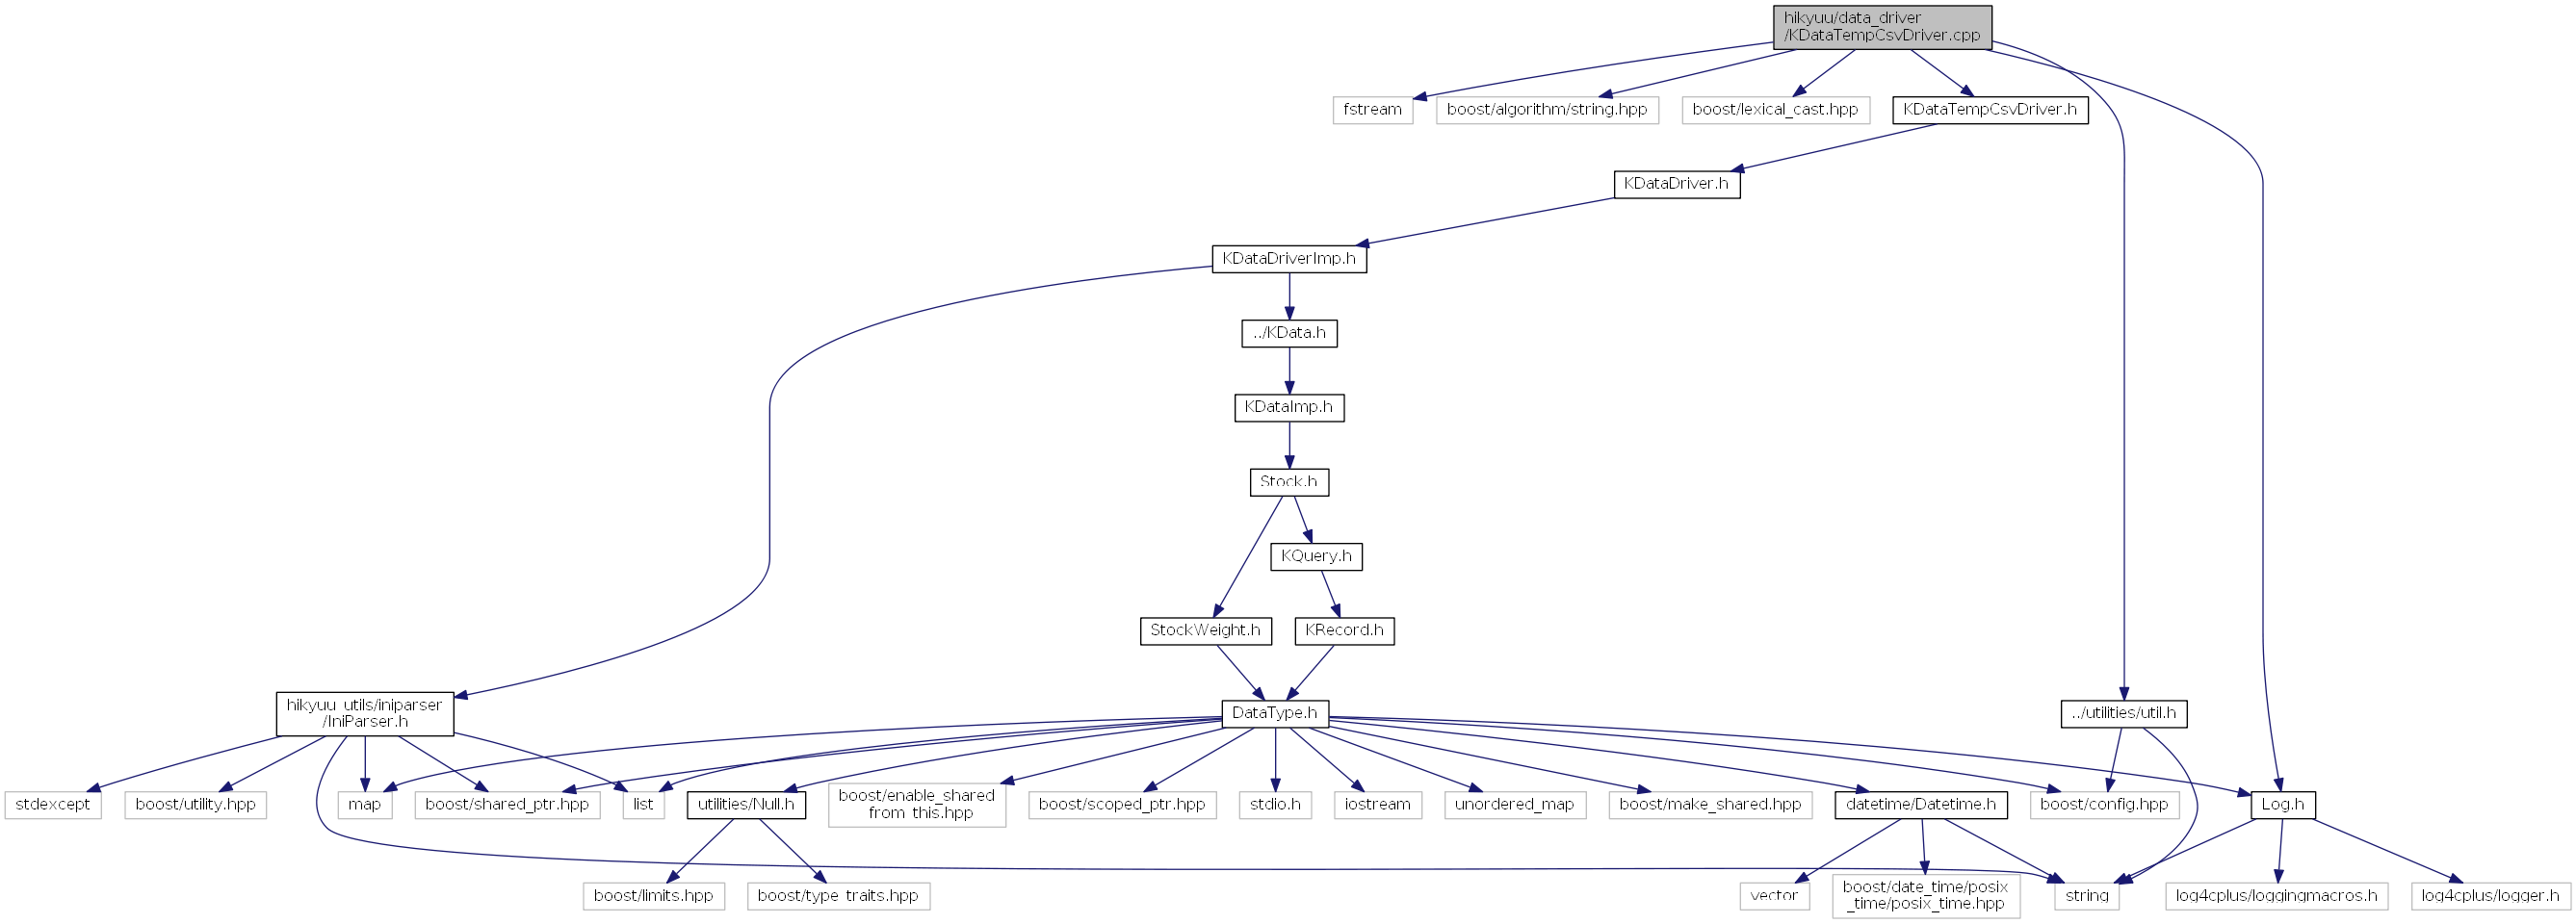 hikyuu/data_driver
/KDataTempCsvDriver.cpp
fstream
boost/algorithm/string.hpp
boost/lexical_cast.hpp
KDataTempCsvDriver.h
KDataDriver.h
KDataDriverImp.h
../KData.h
KDataImp.h
Stock.h
KQuery.h
StockWeight.h
KRecord.h
hikyuu_utils/iniparser
/IniParser.h
DataType.h
../utilities/util.h
stdexcept
boost/utility.hpp
map
boost/shared_ptr.hpp
list
utilities/Null.h
boost/enable_shared
_from_this.hpp
boost/scoped_ptr.hpp
stdio.h
iostream
unordered_map
boost/make_shared.hpp
datetime/Datetime.h
boost/config.hpp
Log.h
boost/limits.hpp
boost/type_traits.hpp
vector
boost/date_time/posix
_time/posix_time.hpp
string
log4cplus/loggingmacros.h
log4cplus/logger.h